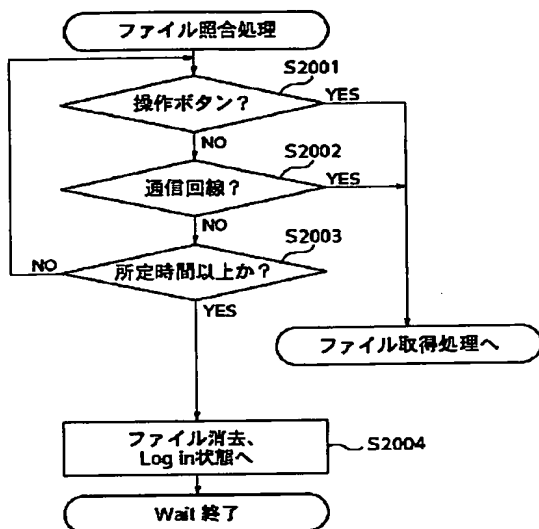 ファイル照合処理
S2001
操作ボタン?
YES
NO
S2002
通信回線?
YES
NO
S2003
所定時間以上か?
NO
YES
ファイル取得処理へ
ファイル消去、
Log in状態へ
S2004
Wait 終了